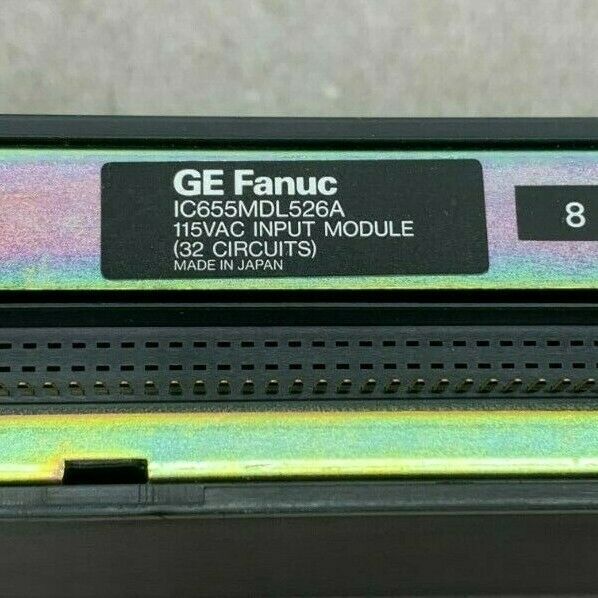 GE Fanuc
IC655MDL526A
115VAC INPUT MODULE
(32 CIRCUITS)
MADE IN JAPAN
8